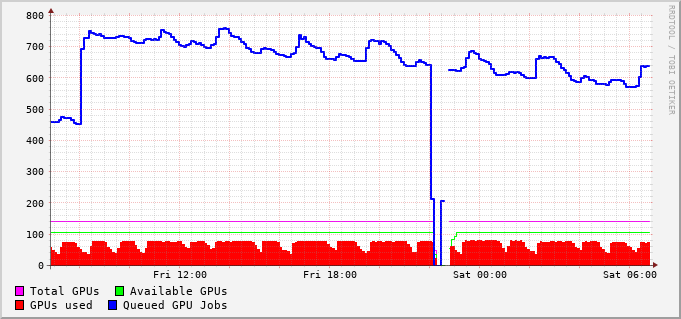 800
700
600
500
400
300
200
100
0
Fri 12:00 Fri 18:00 Sat 00:00 Sat 06:00
Total GPUs Available GPUs
GPUs used Queued GPU Jobs
RRDTOOL / TOBI OETIKER